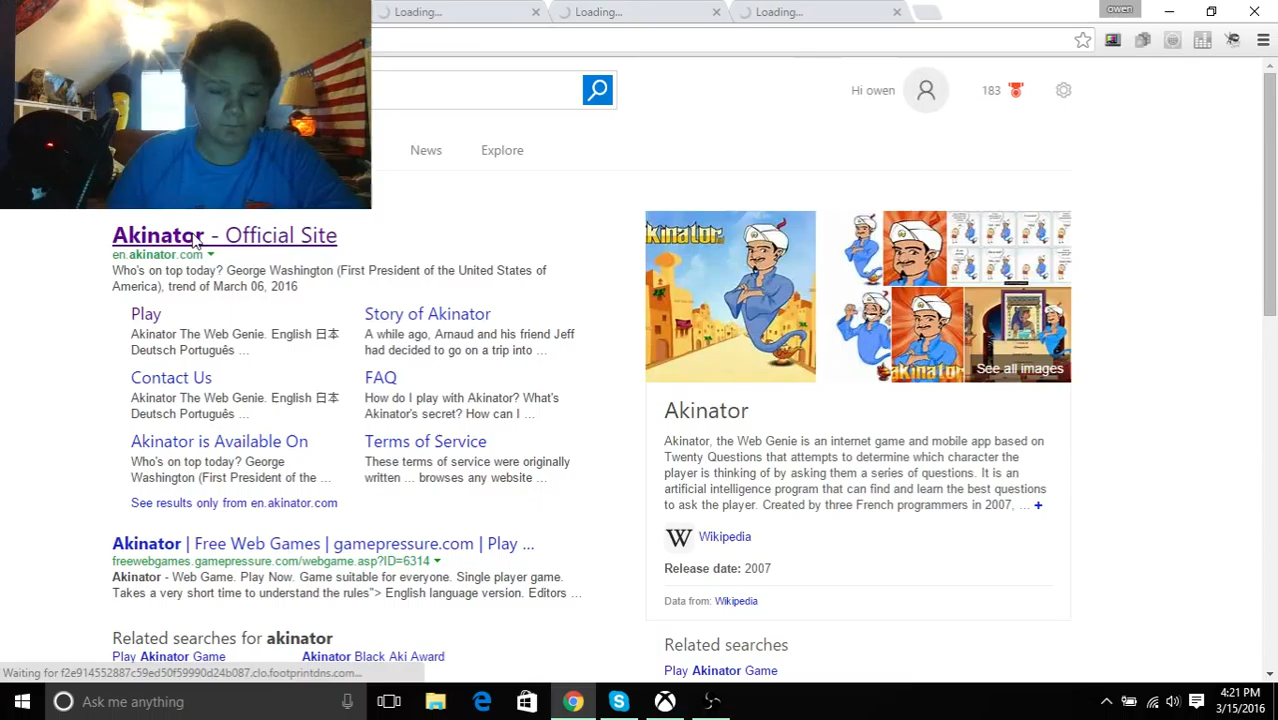 Loading...
Loading...
Loading...
owen
Hi owen
183
News
Explore
Akinator - Official Site
en.akinator.com
Who's on top today? George Washington (First President of the United States of
America), trend of March 06, 2016
Play
Akinator The Web Genie. English 日本
Deutsch Português ...
Story of Akinator
A while ago, Arnaud and his friend Jeff
had decided to go on a trip into ...
Contact Us
Akinator The Web Genie. English 日本
Deutsch Português ...
FAQ
How do I play with Akinator? What's
Akinator's secret? How can I ...
Akinator is Available On
Who's on top today? George
Washington (First President of the ...
Terms of Service
These terms of service were originally
written ... browses any website ...
See results only from en.akinator.com
Akinator | Free Web Games | gamepressure.com | Play ...
freewebgames.gamepressure.com/webgame.asp?ID=6314
Akinator - Web Game. Play Now. Game suitable for everyone. Single player game.
Takes a very short time to understand the rules"> English language version. Editors ...
Related searches for akinator
Play Akinator Game
Akinator Black Aki Award
akinator
akinator
See all images
Akinator
Akinator, the Web Genie is an internet game and mobile app based on
Twenty Questions that attempts to determine which character the
player is thinking of by asking them a series of questions. It is an
artificial intelligence program that can find and learn the best questions
to ask the player. Created by three French programmers in 2007, ... +
W Wikipedia
Release date: 2007
Data from: Wikipedia
Related searches
Play Akinator Game
Waiting for f2e914552887c59ed50f59990d24b087.clo.footprintdns.com...
Ask me anything
4:21 PM
3/15/2016